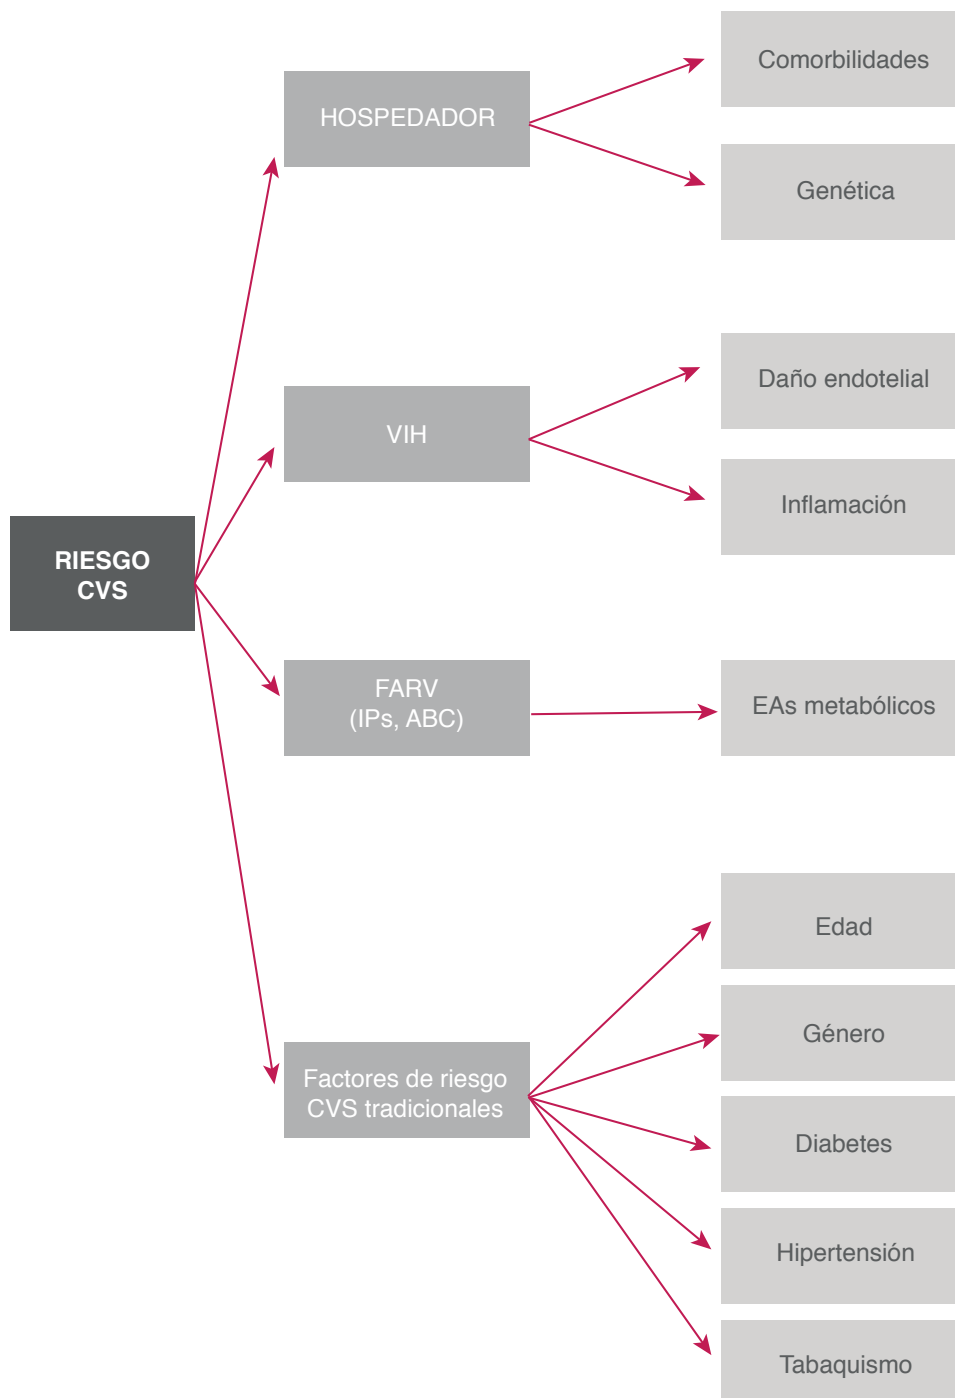 RIESGO
CVS
HOSPEDADOR
Comorbilidades
Genética
VIH
Daño endotelial
Inflamación
FARV
(IPs, ABC)
EAs metabólicos
Factores de riesgo
CVS tradicionales
Edad
Género
Diabetes
Hipertensión
Tabaquismo